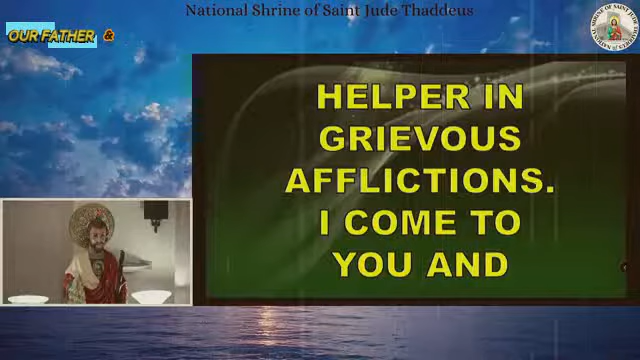 National Shrine of Saint Jude Thaddeus
OUR FATHER &
HELPER IN
GRIEVOUS
AFFLICTIONS.
I COME TO
YOU AND